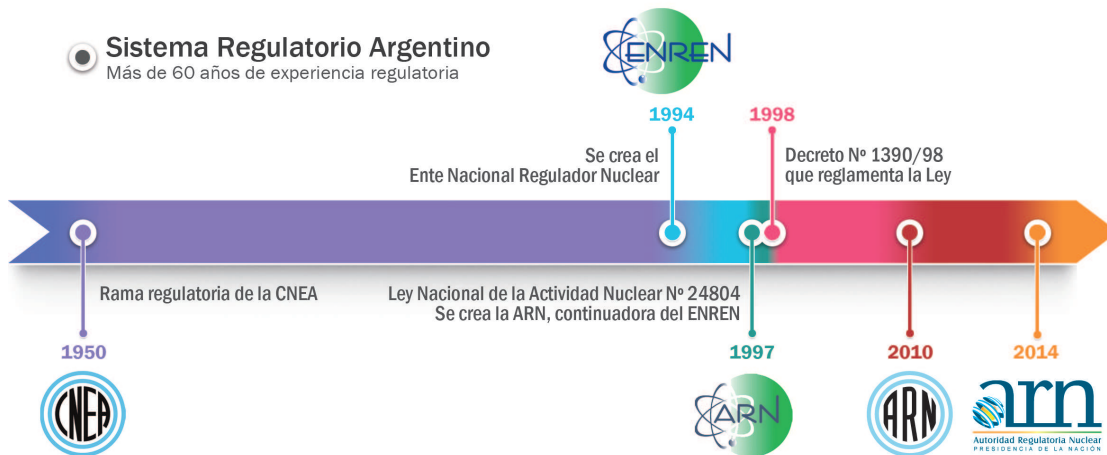 Sistema Regulatorio Argentino
Más de 60 años de experiencia regulatoria
ENREN
1994
1998
Se crea el
Ente Nacional Regulador Nuclear
Decreto Nº 1390/98
que reglamenta la Ley
Rama regulatoria de la CNEA
Ley Nacional de la Actividad Nuclear Nº 24804
Se crea la ARN, continuadora del ENREN
1950
1997
2010
2014
CNEA
ARN
ARN
arn
Autoridad Regulatoria Nuclear
PRESIDENCIA DE LA NACIÓN